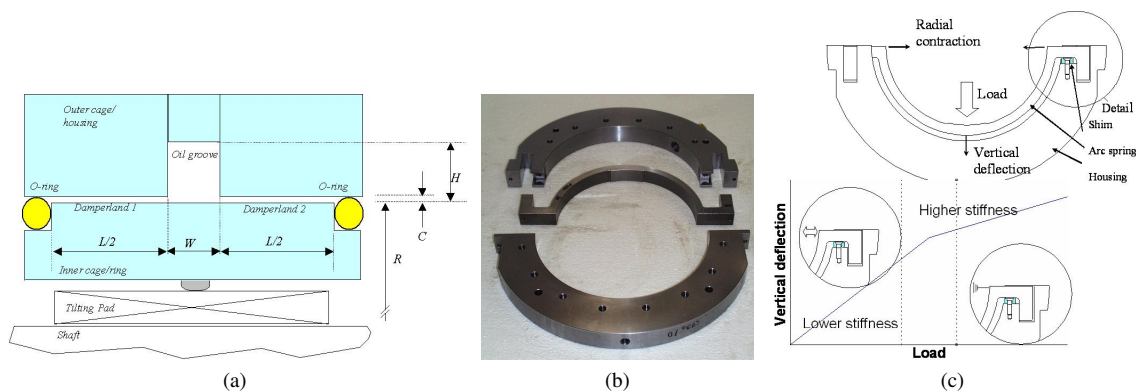 Outer cage/
housing
Oil groove
O-ring
O-ring
H
Damperland 1
Damperland 2
C
L/2
W
L/2
R
Inner cage/ring
Tilting Pad
Shaft
(a)
(b)
Radial
contraction
Load
Detail
Shim
Vertical
deflection
Arc spring
Housing
Higher stiffness
Vertical deflection
Lower stiffness
Load
(c)